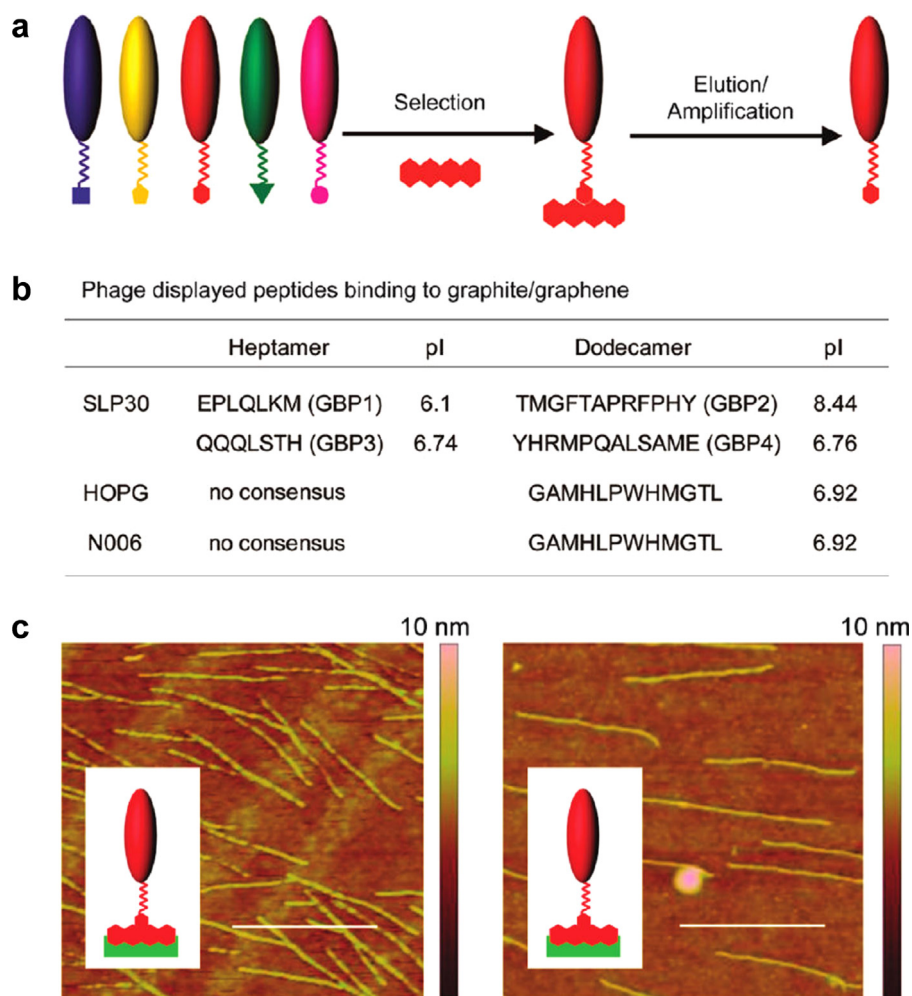 a
Selection
Elution/
Amplification
b
Phage displayed peptides binding to graphite/graphene
Heptamer pI Dodecamer pI
SLP30 EPLQLKM (GBP1) 6.1 TMGFTAPRFPHY (GBP2) 8.44
QQQLSTH (GBP3) 6.74 YHRMPQALSAME (GBP4) 6.76
HOPG no consensus GAMHLPWHMGTL 6.92
N006 no consensus GAMHLPWHMGTL 6.92
c
10 nm 10 nm